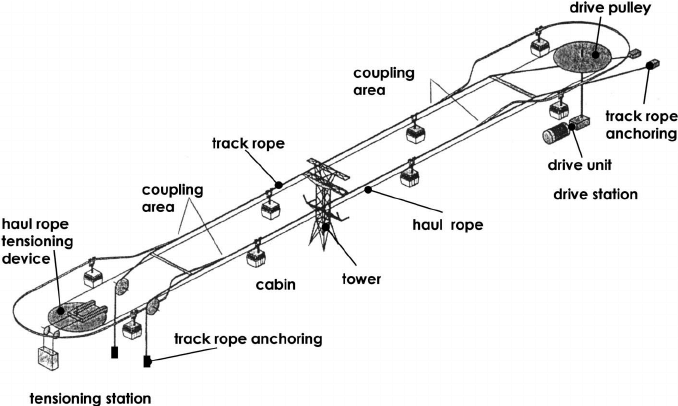 drive pulley
coupling
area
track rope
anchoring
track rope
drive unit
drive station
coupling
area
haul rope
tensioning
device
haul rope
cabin
tower
track rope anchoring
tensioning station